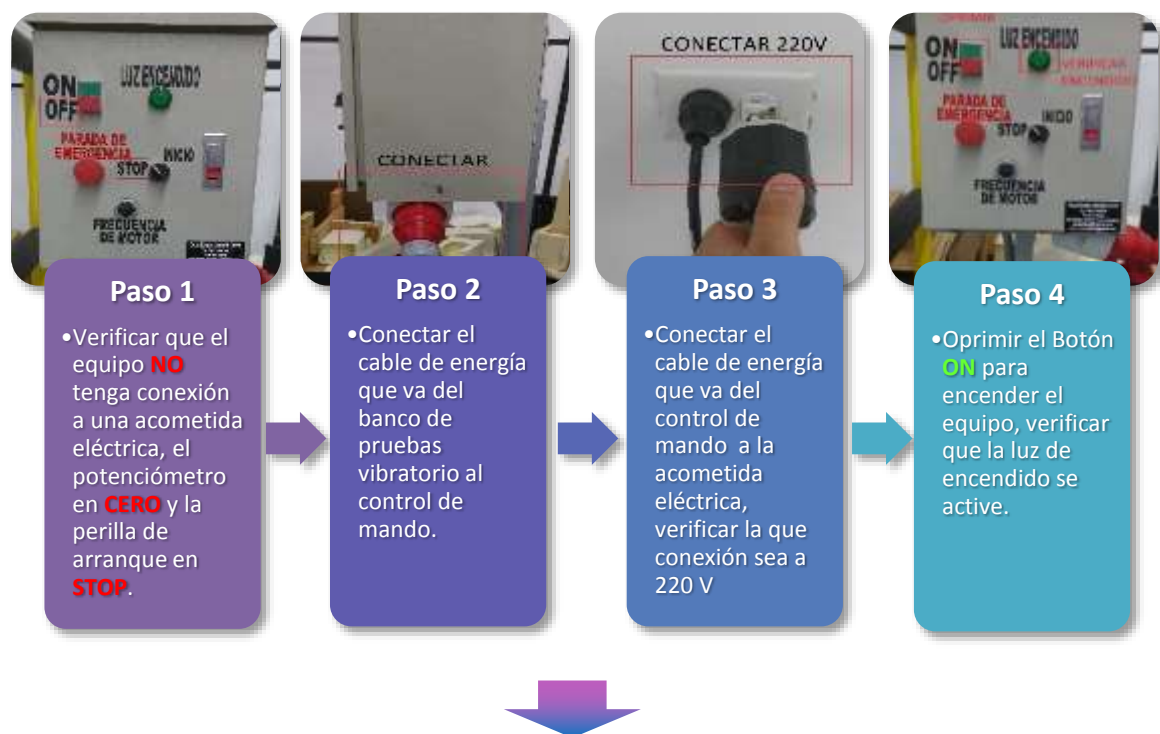 ON
OFF
LUZ ENCENDIDO
PARADA DE
EMERGENCIA
STOP
INICIO
FRECUENCIA
DE MOTOR
Paso 1
•Verificar que el
equipo NO
tenga conexión
a una acometida
eléctrica, el
potenciómetro
en CERO y la
perilla de
arranque en
STOP.
CONECTAR
Paso 2
•Conectar el
cable de energía
que va del
banco de
pruebas
vibratorio al
control de
mando.
CONECTAR 220V
Paso 3
•Conectar el
cable de energía
que va del
control de
mando a la
acometida
eléctrica,
verificar la que
conexión sea a
220 V
OPRIMIR
ON
OFF
LUZ ENCENDIDO
VERIFICAR
ENCENDIDO
PARADA DE
EMERGENCIA
STOP
INICIO
FRECUENCIA
DE MOTOR
Paso 4
•Oprimir el Botón
ON para
encender el
equipo, verificar
que la luz de
encendido se
active.